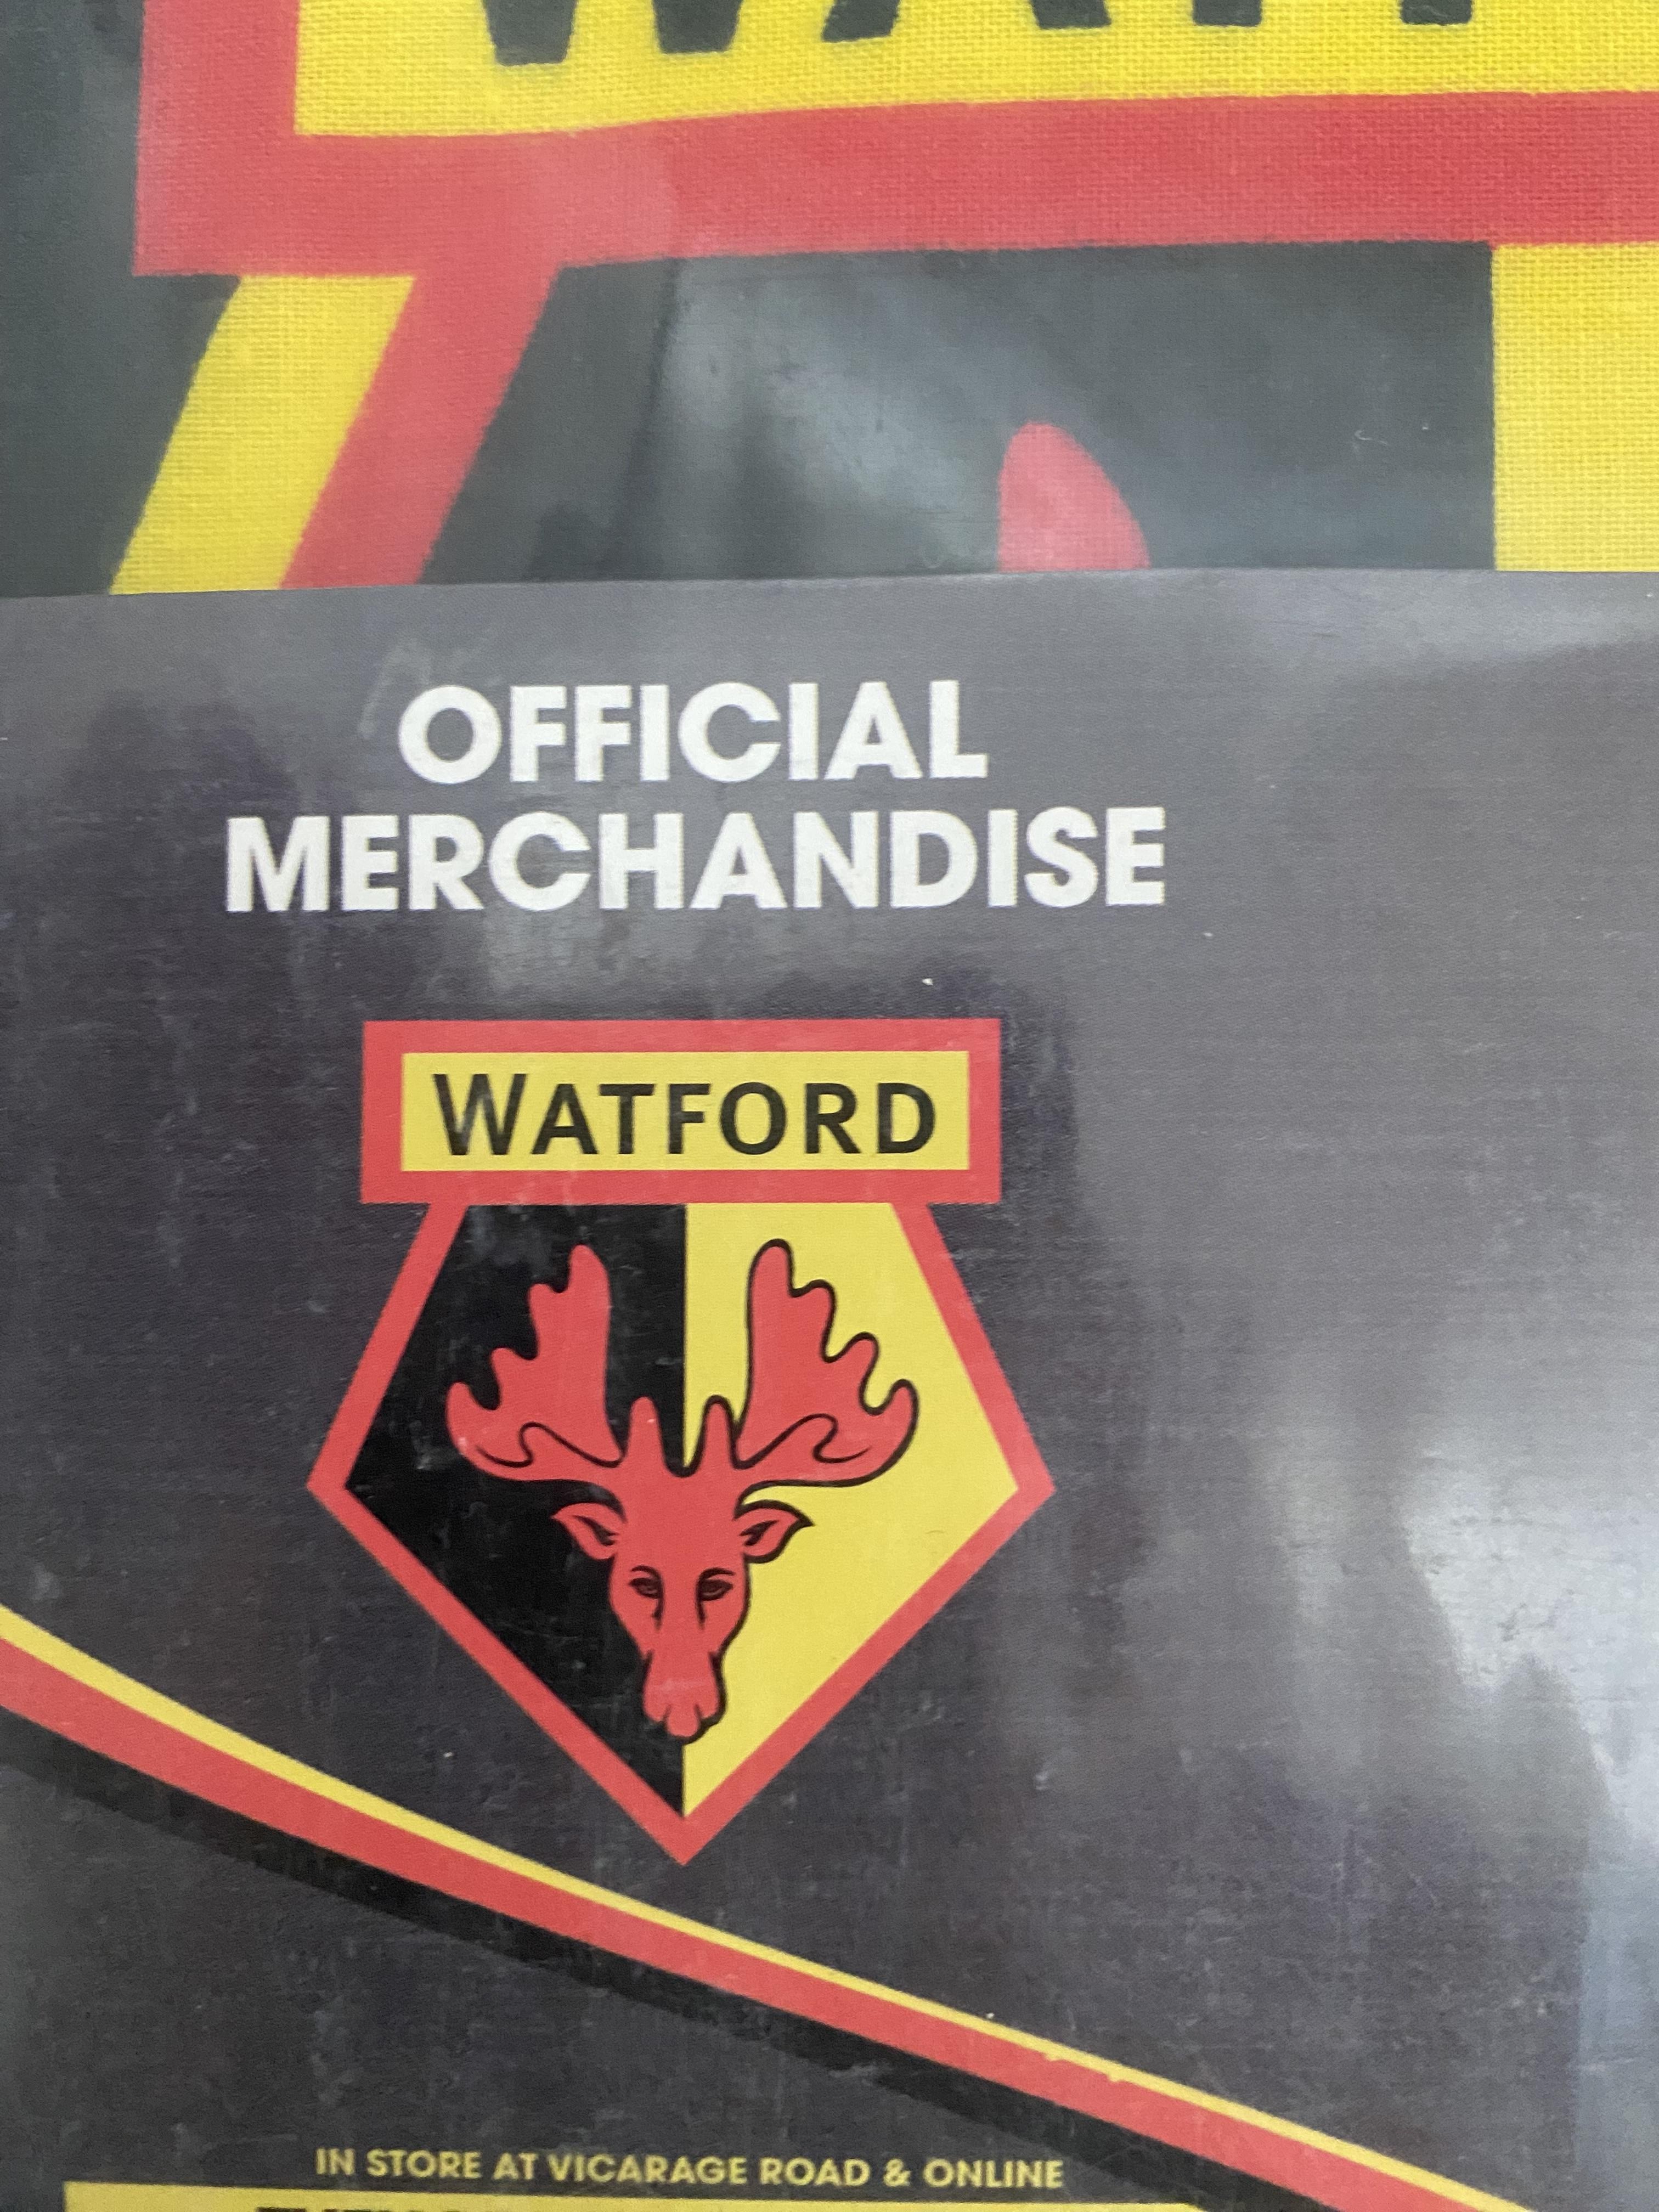 OFFICIAL
MERCHANDISE
WATFORD
IN STORE AT VICARAGE ROAD & ONLINE